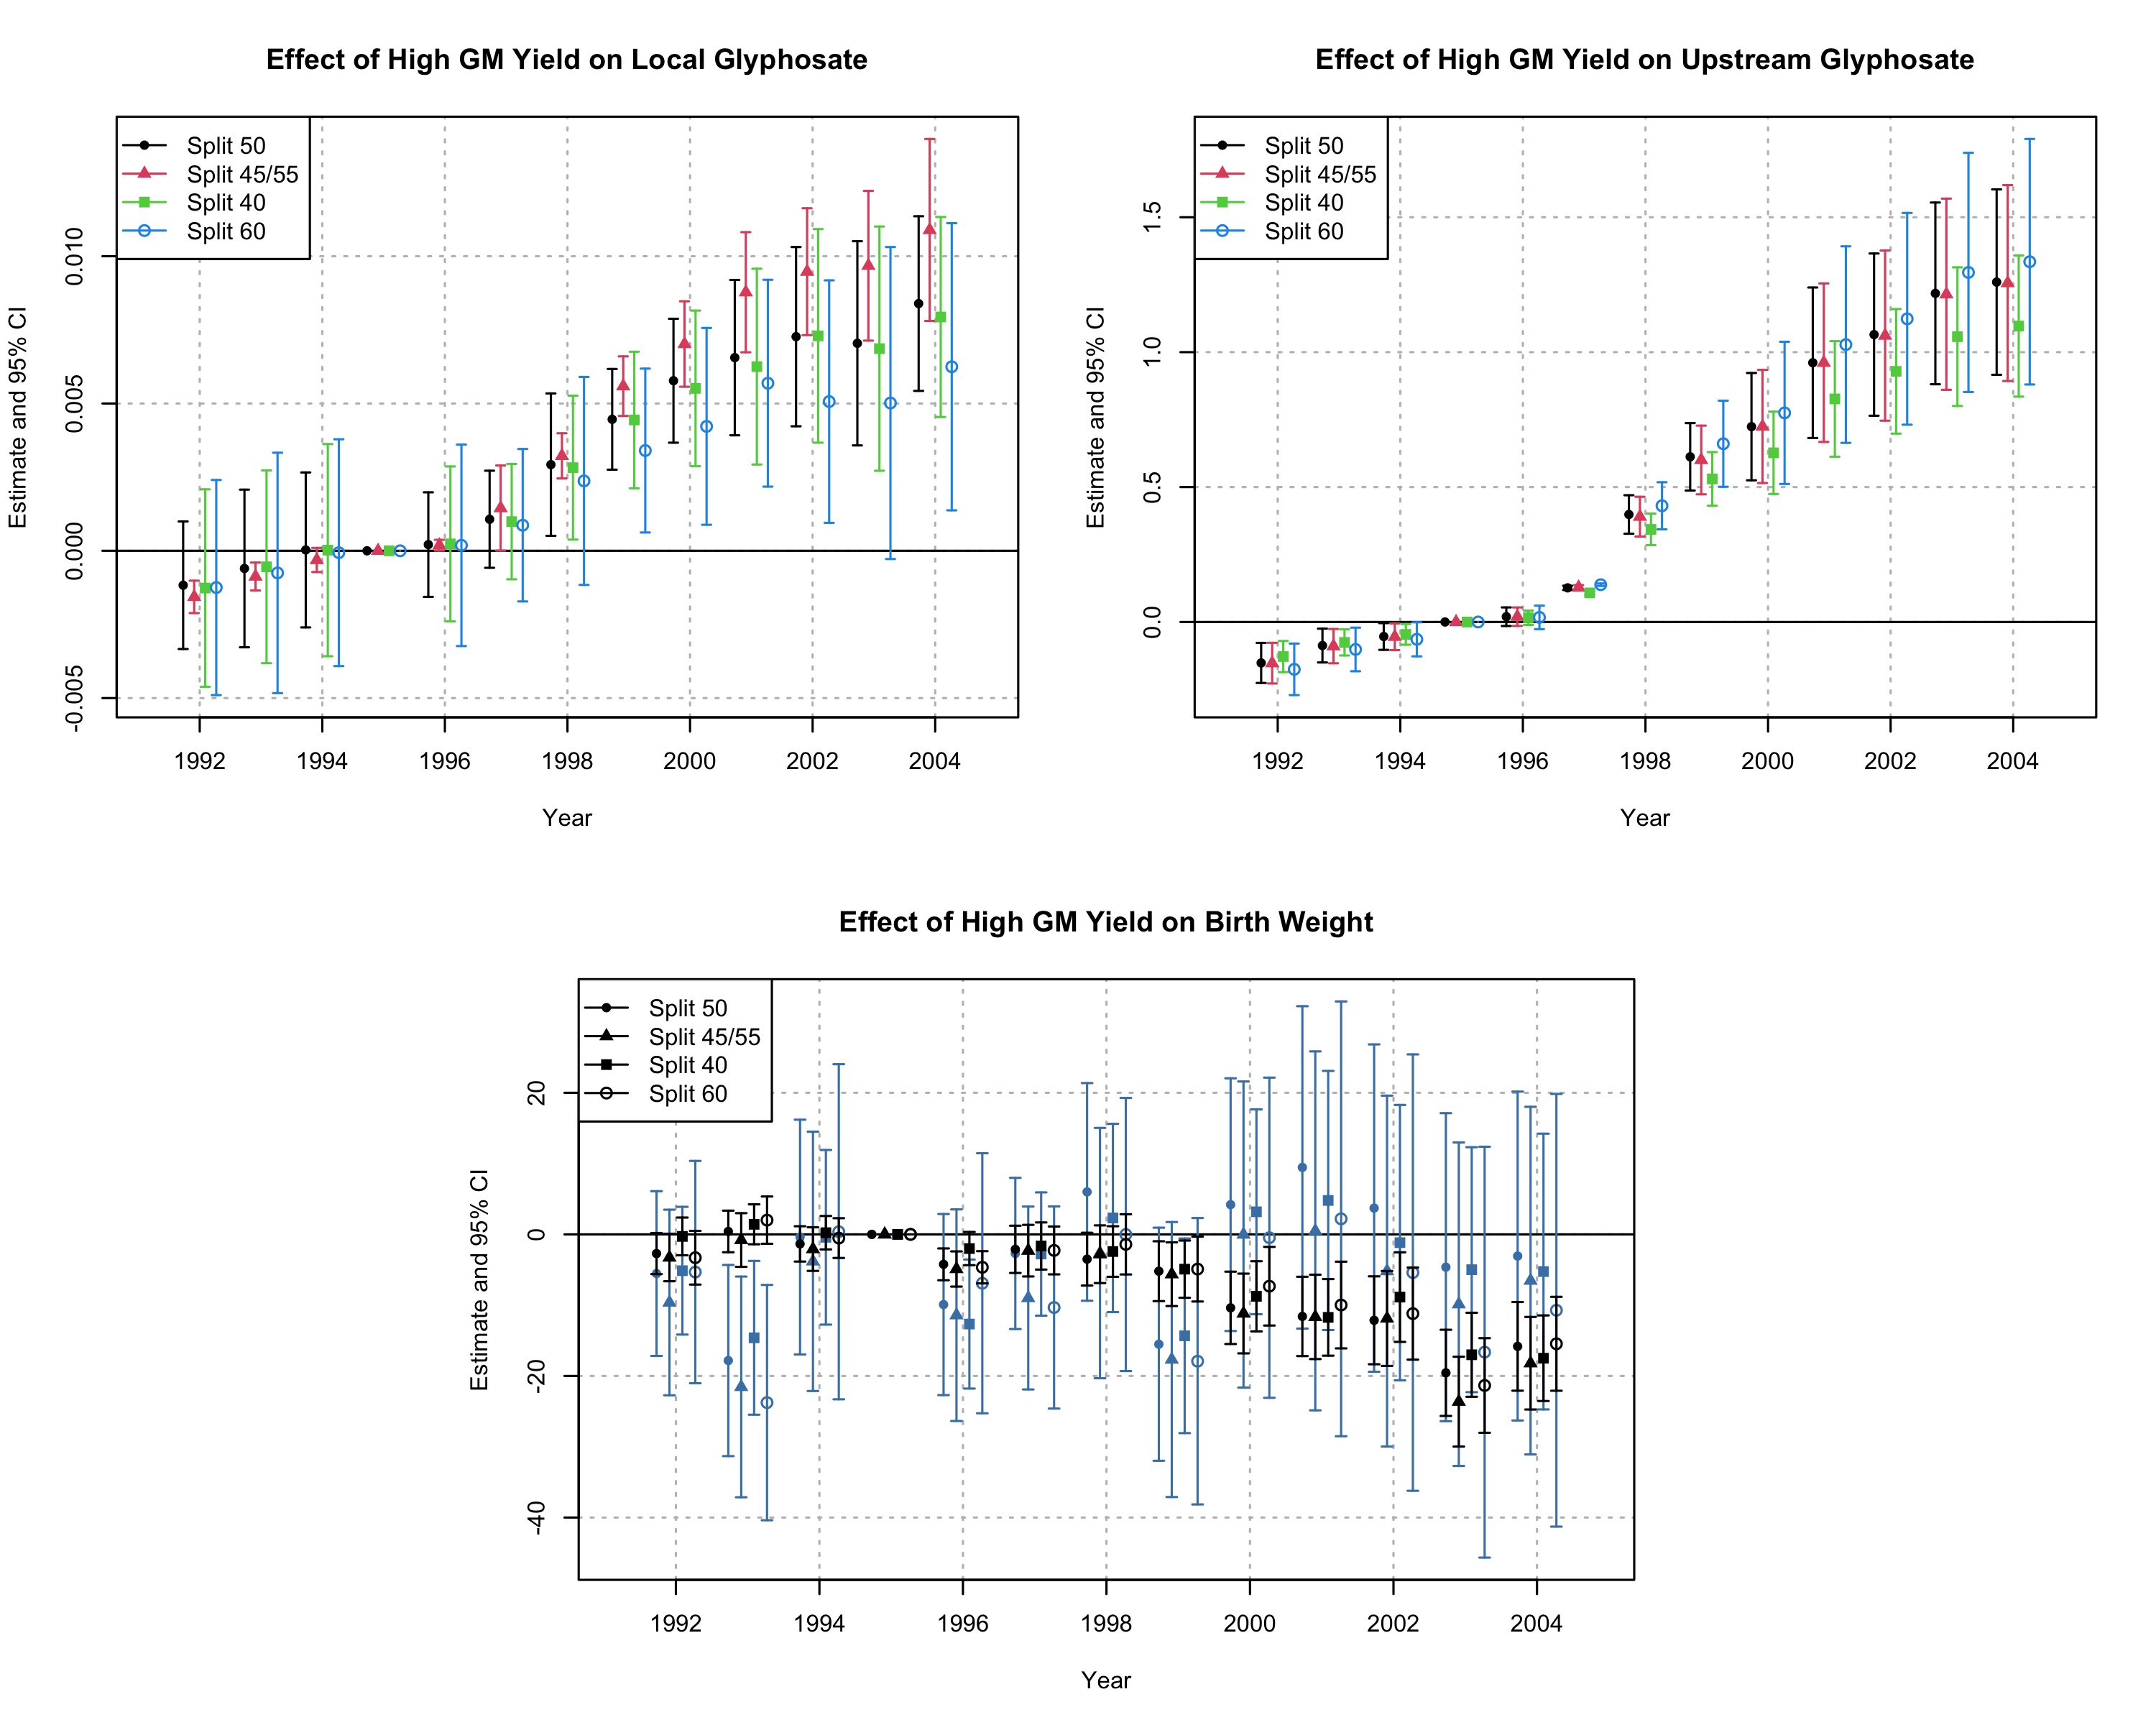 Effect of High GM Yield on Local Glyphosate
Split 50
Split 45/55
Split 40
Split 60
Estimate and 95% CI
0.010
0.005
0.000
-0.005
1992 1994 1996 1998 2000 2002 2004
Year
Effect of High GM Yield on Upstream Glyphosate
Split 50
Split 45/55
Split 40
Split 60
Estimate and 95% CI
1.5
1.0
0.5
0.0
1992 1994 1996 1998 2000 2002 2004
Year
Effect of High GM Yield on Birth Weight
Split 50
Split 45/55
Split 40
Split 60
Estimate and 95% CI
20
0
-20
-40
1992 1994 1996 1998 2000 2002 2004
Year